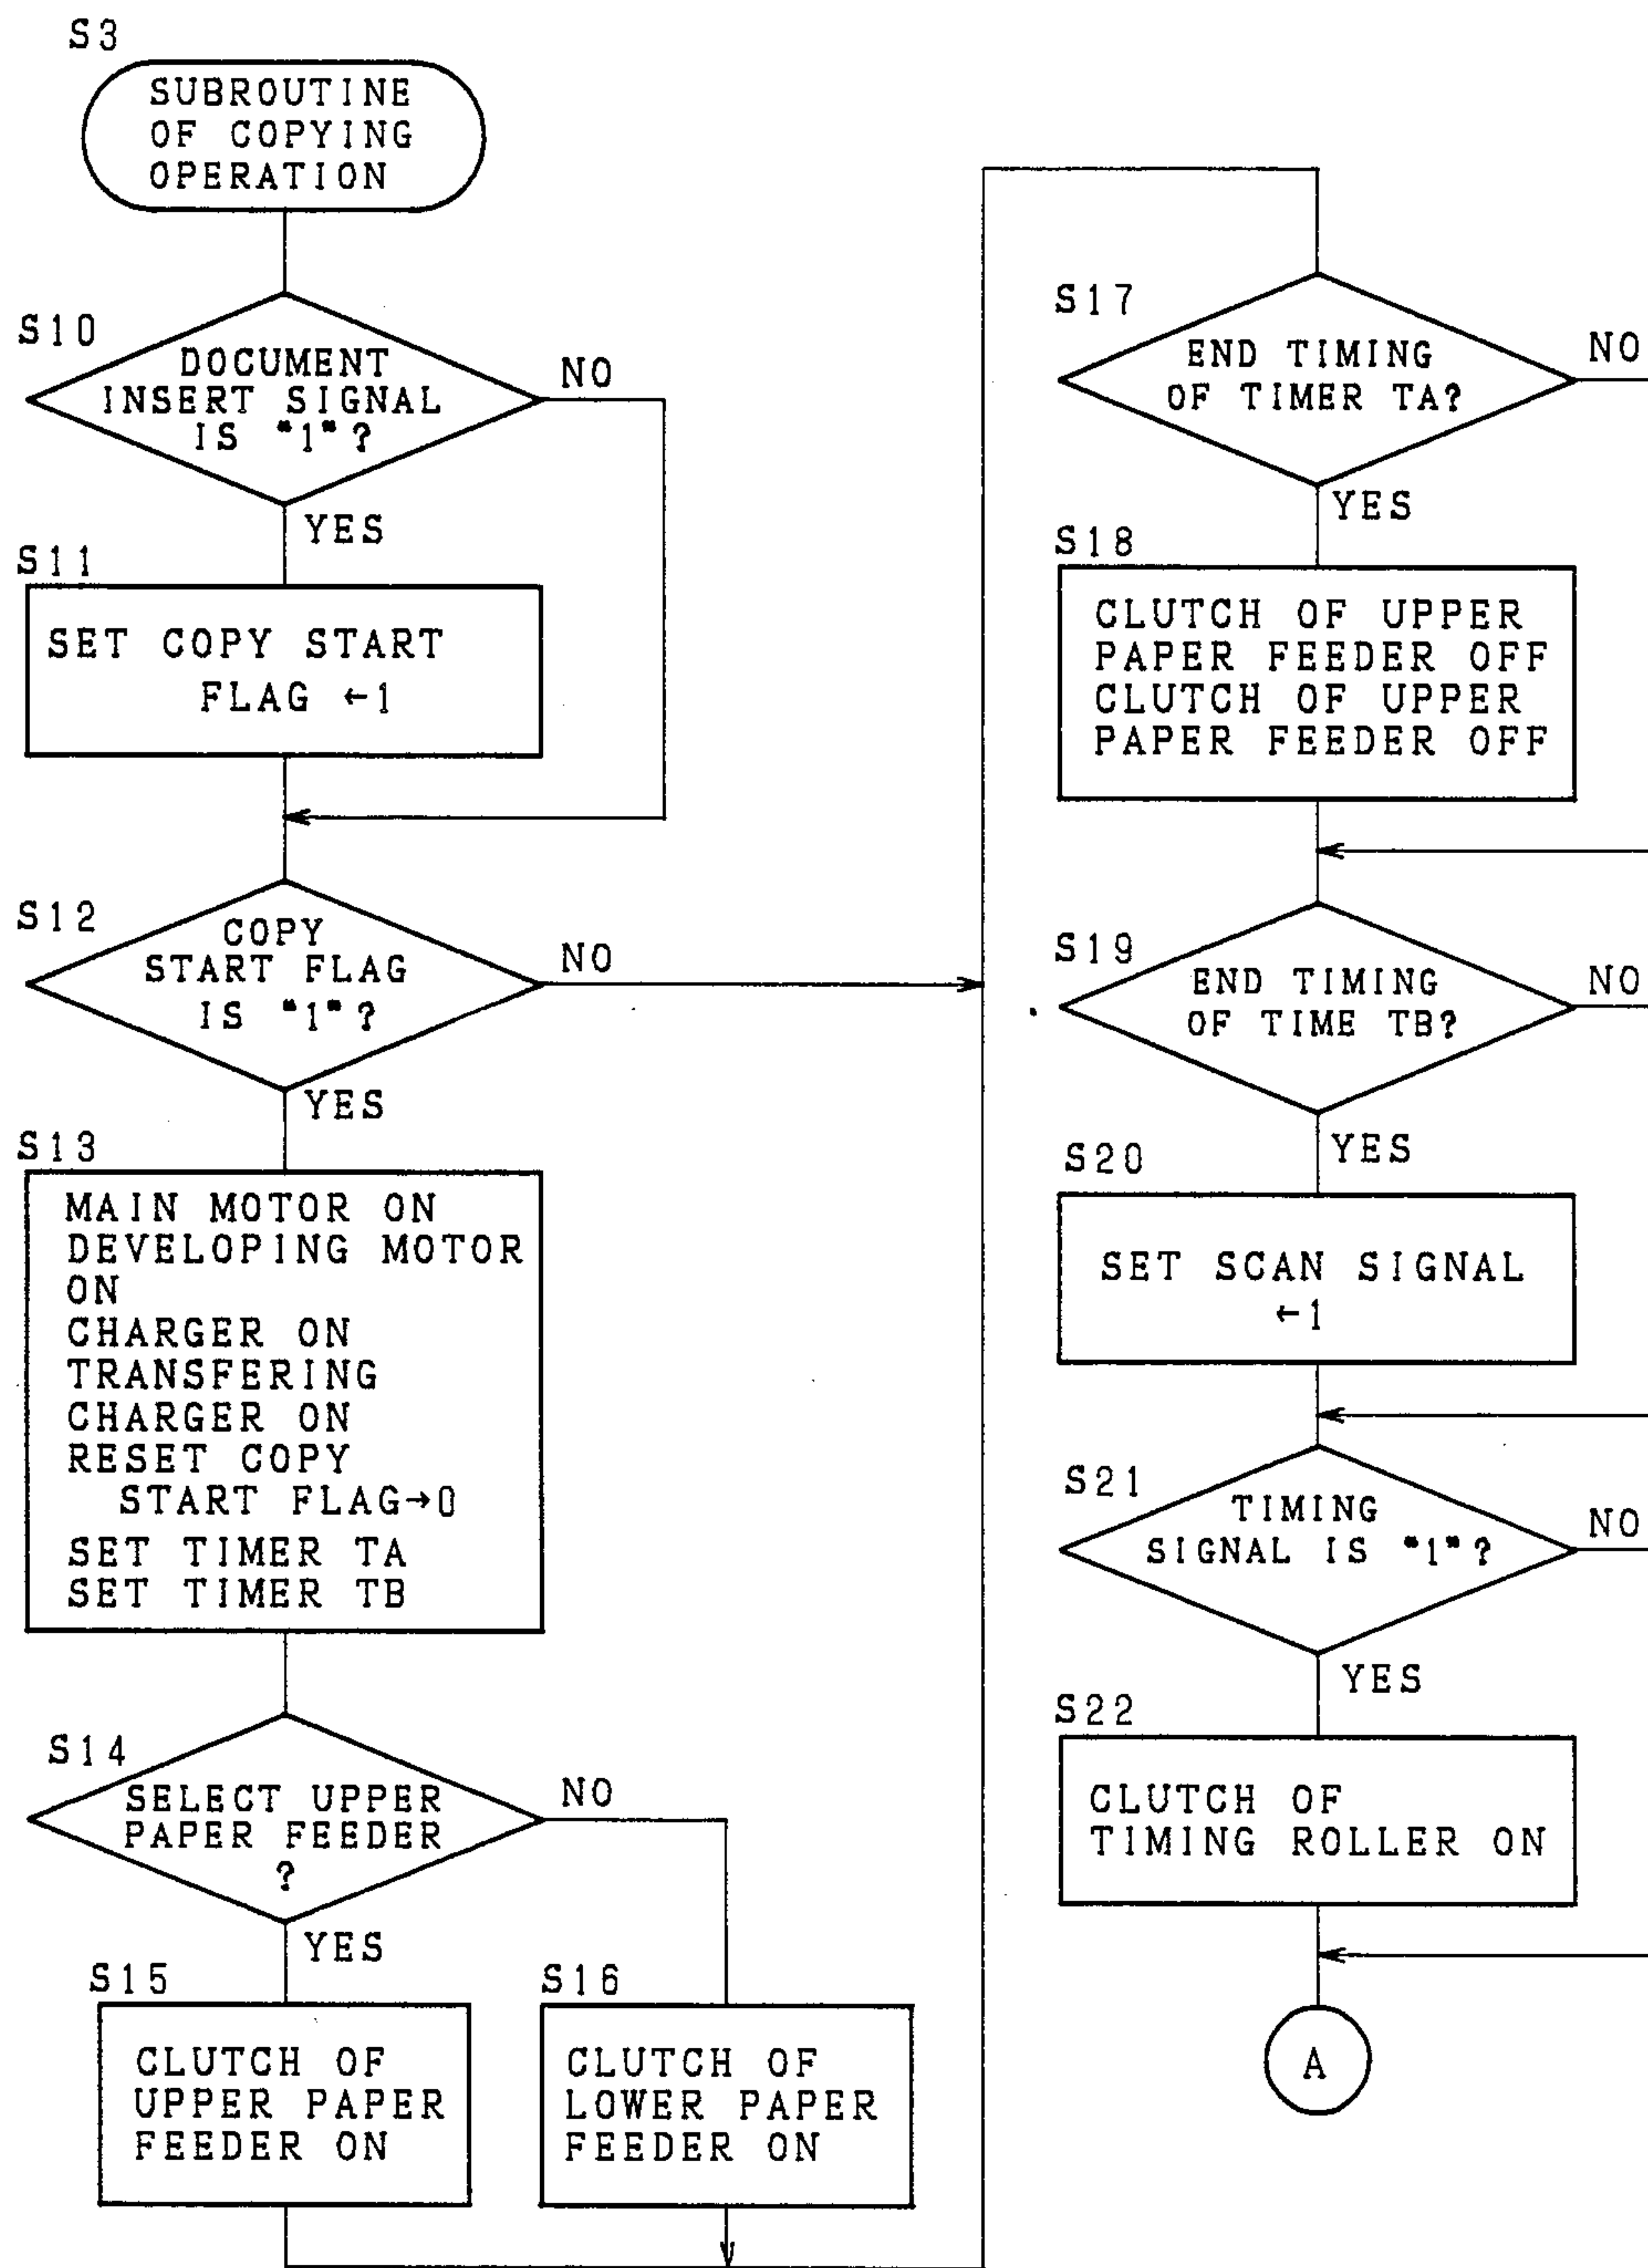 S3
SUBROUTINE
OF COPYING
OPERATION
S10
DOCUMENT
INSERT SIGNAL
IS "1"?
NO
YES
S11
SET COPY START
FLAG ←1
S12
COPY
START FLAG
IS "1"?
NO
YES
S13
MAIN MOTOR ON
DEVELOPING MOTOR
ON
CHARGER ON
TRANSFERING
CHARGER ON
RESET COPY
START FLAG→0
SET TIMER TA
SET TIMER TB
S14
SELECT UPPER
PAPER FEEDER
?
NO
YES
S15
CLUTCH OF
UPPER PAPER
FEEDER ON
S16
CLUTCH OF
LOWER PAPER
FEEDER ON
S17
END TIMING
OF TIMER TA?
NO
YES
S18
CLUTCH OF UPPER
PAPER FEEDER OFF
CLUTCH OF UPPER
PAPER FEEDER OFF
S19
END TIMING
OF TIME TB?
NO
YES
S20
SET SCAN SIGNAL
←1
S21
TIMING
SIGNAL IS "1"?
NO
YES
S22
CLUTCH OF
TIMING ROLLER ON
A